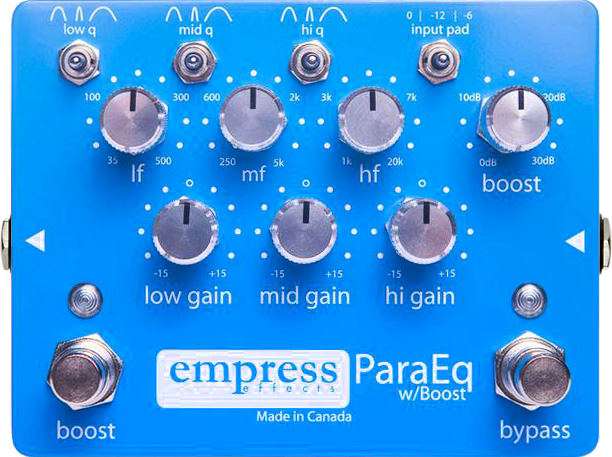 low q
mid q
hi q
0 | -12 | -6
input pad
100
300
600
2k
3k
7k
10dB
20dB
35
500
250
5k
1k
20k
0dB
30dB
lf
mf
hf
boost
-15
+15
-15
+15
-15
+15
low gain
mid gain
hi gain
empress
effects
ParaEq
w/Boost
Made in Canada
boost
bypass